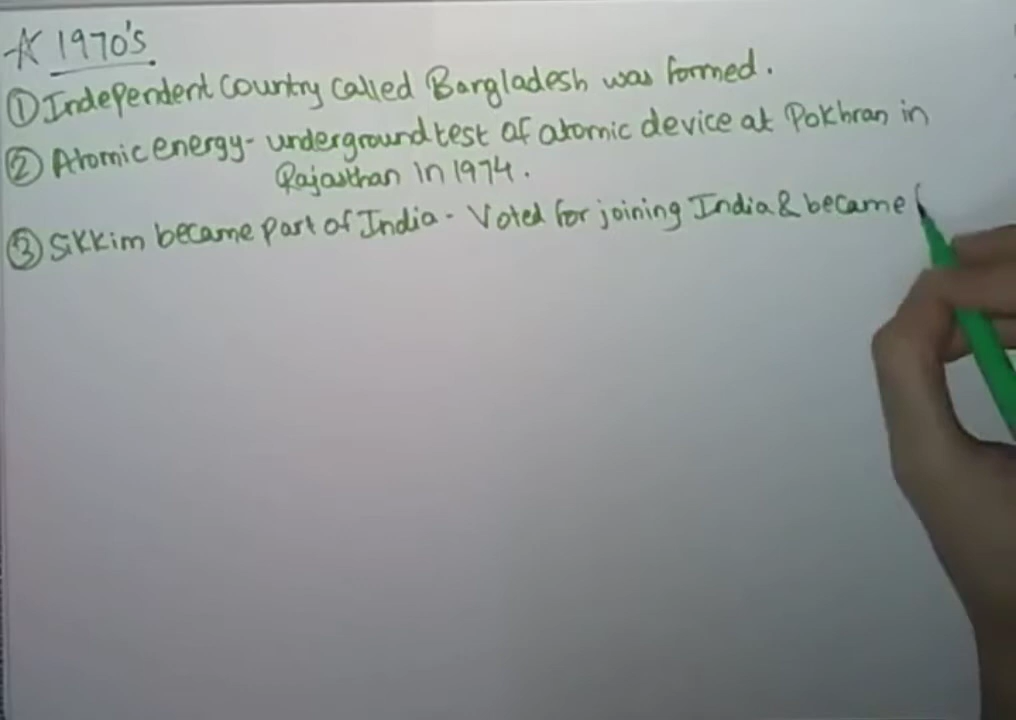 ☆ 1970's.
① Independent country called Bangladesh was formed.
② Atomic energy - underground test of atomic device at Pokhran in
Rajasthan in 1974.
③ Sikkim became part of India - Voted for joining India & became